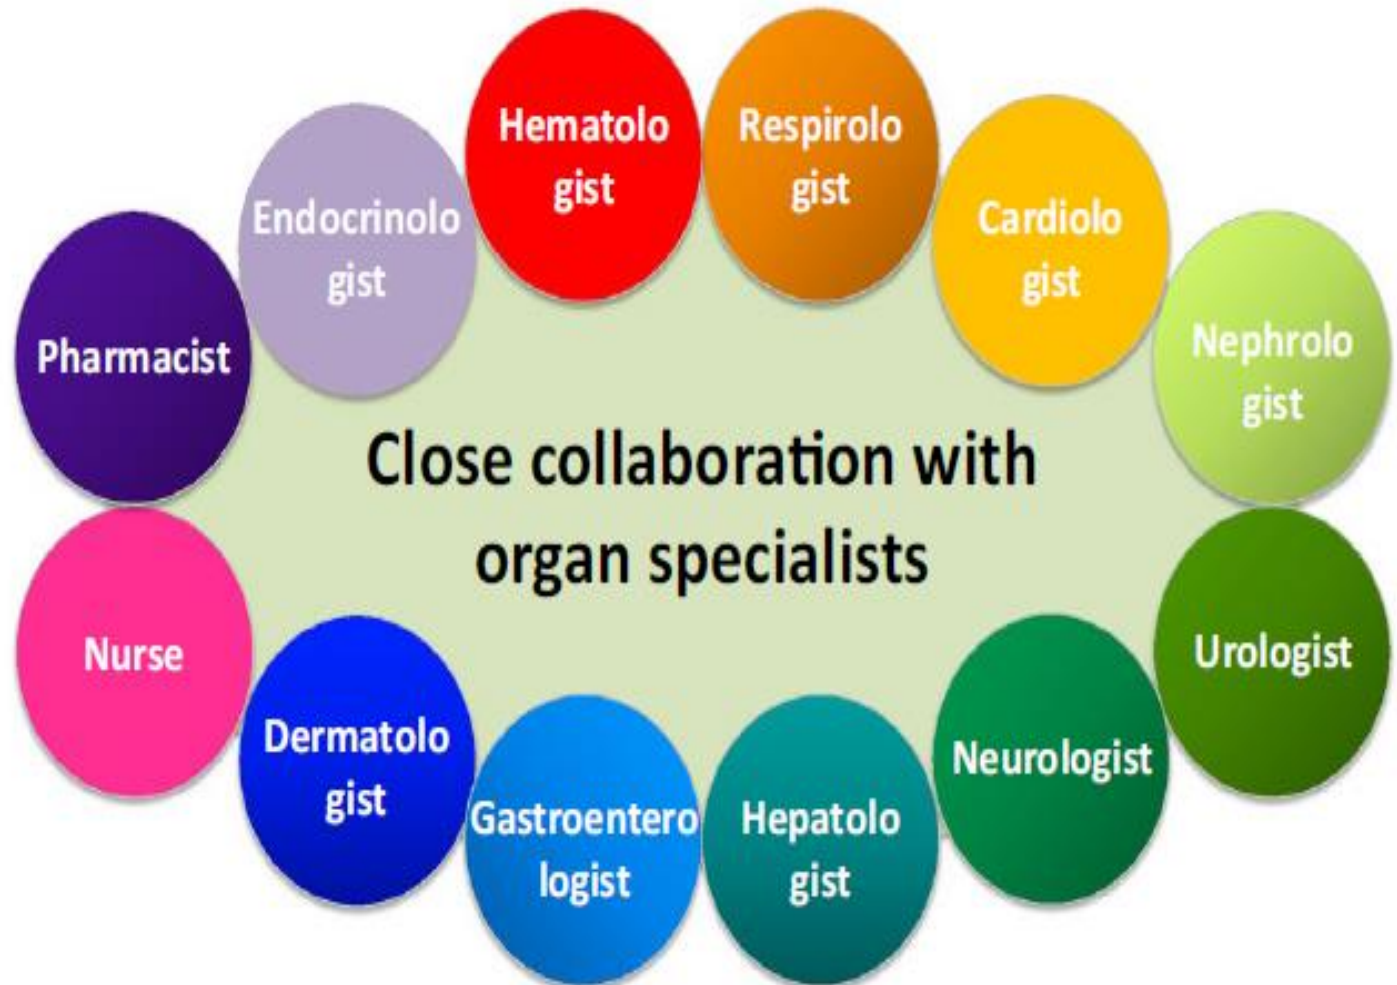 Hematolo
gist
Respirolo
gist
Endocrinolo
gist
Cardiolo
gist
Pharmacist
Nephrolo
gist
Close collaboration with
organ specialists
Nurse
Urologist
Dermatolo
gist
Neurologist
Gastroentero
logist
Hepatolo
gist